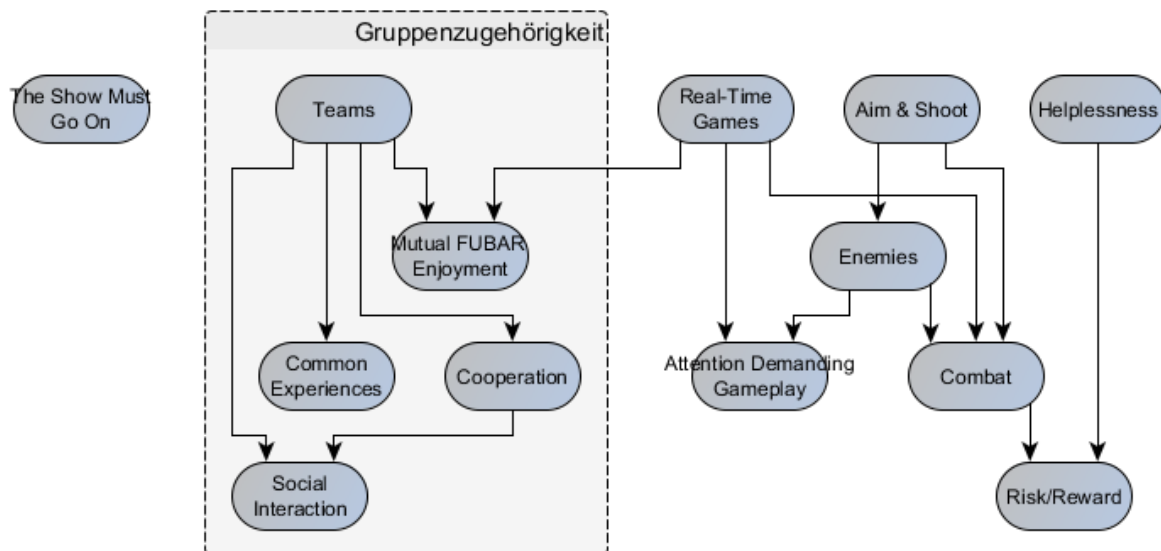 Gruppenzugehörigkeit
The Show Must
Go On
Teams
Real-Time
Games
Aim & Shoot
Helplessness
Mutual FUBAR
Enjoyment
Enemies
Common
Experiences
Cooperation
Attention Demanding
Gameplay
Combat
Social
Interaction
Risk/Reward